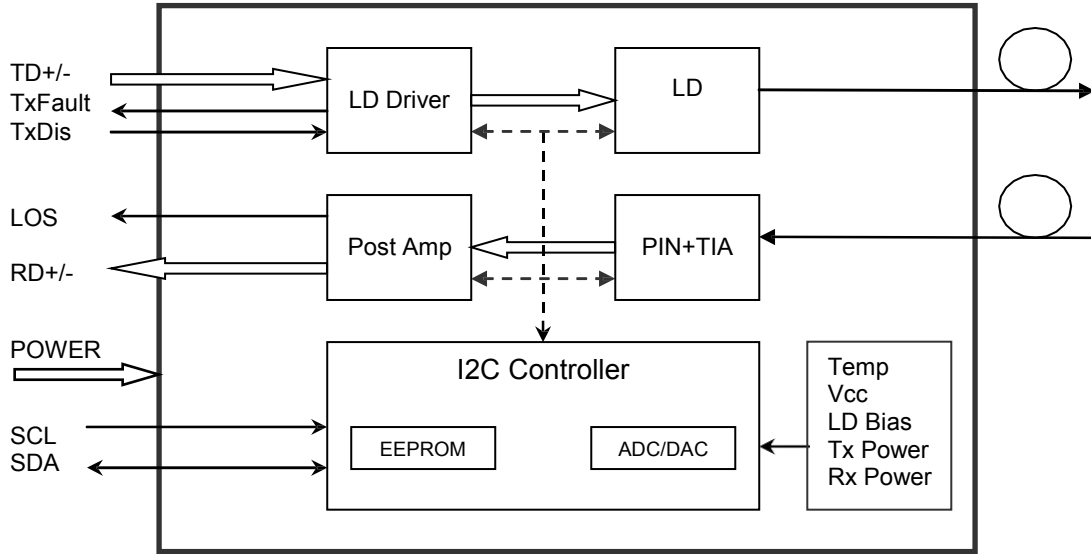 TD+/-
TxFault
TxDis
LD Driver
LD
LOS
RD+/-
Post Amp
PIN+TIA
POWER
SCL
SDA
I2C Controller
EEPROM
ADC/DAC
Temp
Vcc
LD Bias
Tx Power
Rx Power